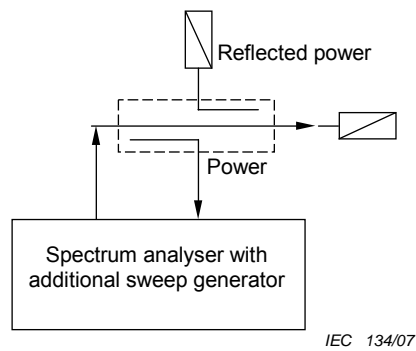 Reflected power
Power
Spectrum analyser with
additional sweep generator
IEC 134/07